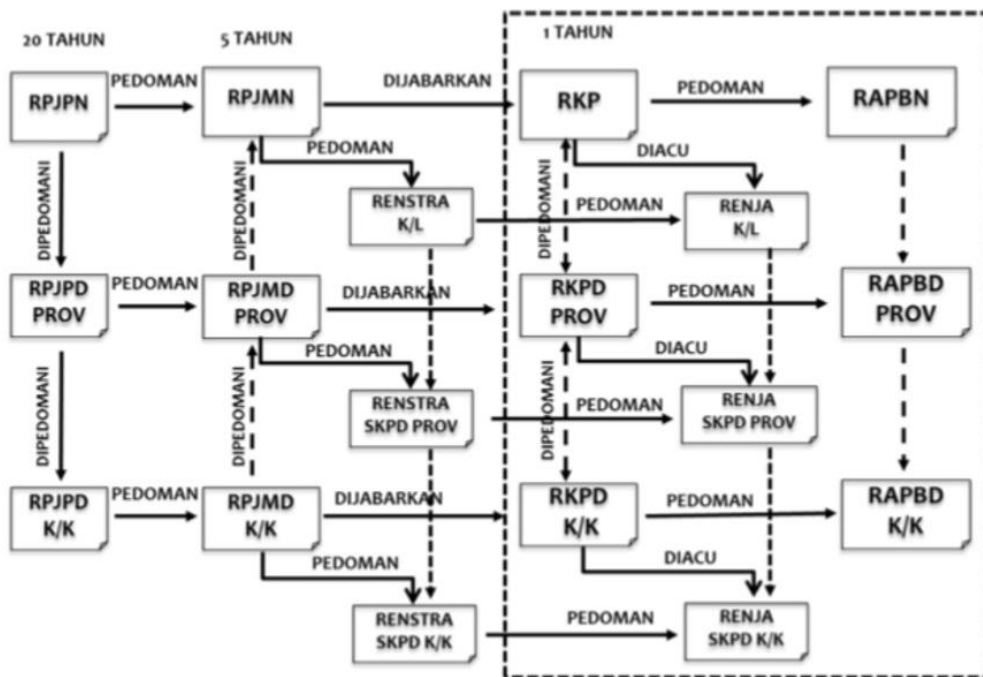 20 TAHUN
5 TAHUN
1 TAHUN
RPJPN
PEDOMAN
RPJMN
DIJABARKAN
RKP
PEDOMAN
RAPBN
PEDOMAN
DIACU
DIPEDOMANI
DIPEDOMANI
DIPEDOMANI
RENSTRA
K/L
PEDOMAN
RENJA
K/L
RPJPD
PROV
PEDOMAN
RPJMD
PROV
DIJABARKAN
RKPD
PROV
PEDOMAN
RAPBD
PROV
PEDOMAN
DIACU
DIPEDOMANI
DIPEDOMANI
DIPEDOMANI
RENSTRA
SKPD PROV
PEDOMAN
RENJA
SKPD PROV
RPJPD
K/K
PEDOMAN
RPJMD
K/K
DIJABARKAN
RKPD
K/K
PEDOMAN
RAPBD
K/K
PEDOMAN
DIACU
RENSTRA
SKPD K/K
PEDOMAN
RENJA
SKPD K/K